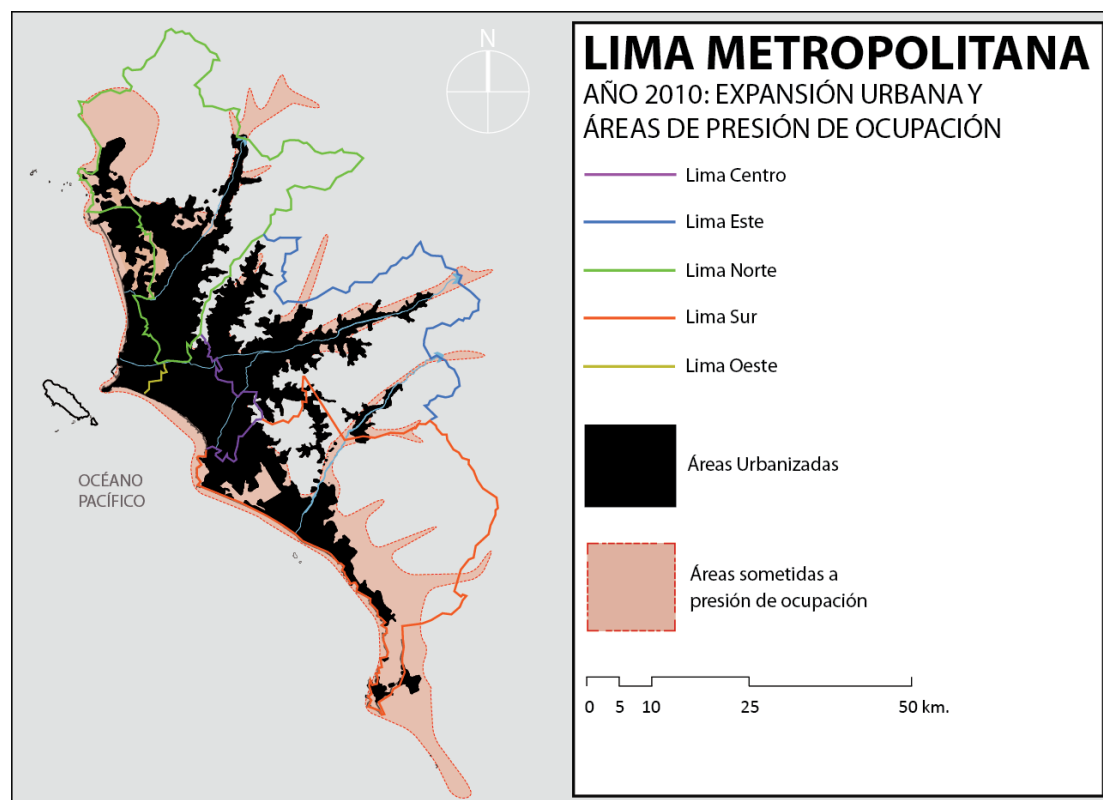 N
OCÉANO
PACÍFICO
LIMA METROPOLITANA
AÑO 2010: EXPANSIÓN URBANA Y
ÁREAS DE PRESIÓN DE OCUPACIÓN
Lima Centro
Lima Este
Lima Norte
Lima Sur
Lima Oeste
Áreas Urbanizadas
Áreas sometidas a
presión de ocupación
0 5 10 25 50 km.